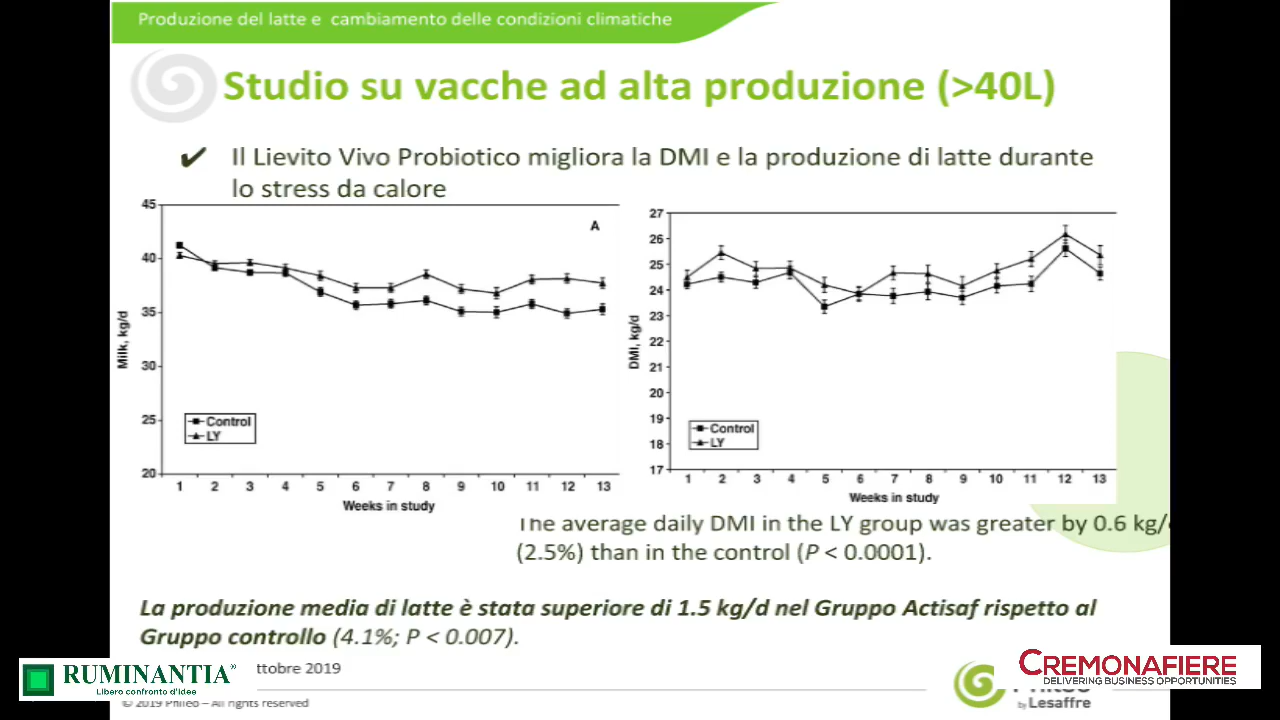 Produzione del latte e cambiamento delle condizioni climatiche
Studio su vacche ad alta produzione (>40L)
✔ Il Lievito Vivo Probiotico migliora la DMI e la produzione di latte durante
lo stress da calore
45
40
35
30
25
20
Milk, kg/d
A
Control
LY
1 2 3 4 5 6 7 8 9 10 11 12 13
Weeks in study
27
26
25
24
23
22
21
20
19
18
17
DMI, kg/d
Control
LY
1 2 3 4 5 6 7 8 9 10 11 12 13
Weeks in study
The average daily DMI in the LY group was greater by 0.6 kg/
(2.5%) than in the control (P < 0.0001).
La produzione media di latte è stata superiore di 1.5 kg/d nel Gruppo Actisaf rispetto al
Gruppo controllo (4.1%; P < 0.007).
ttobre 2019
RUMINANTIA®
Libero confronto d'idee
© 2019 Phileo – All rights reserved
CREMONAFIERE
DELIVERING BUSINESS OPPORTUNITIES
by Lesaffre